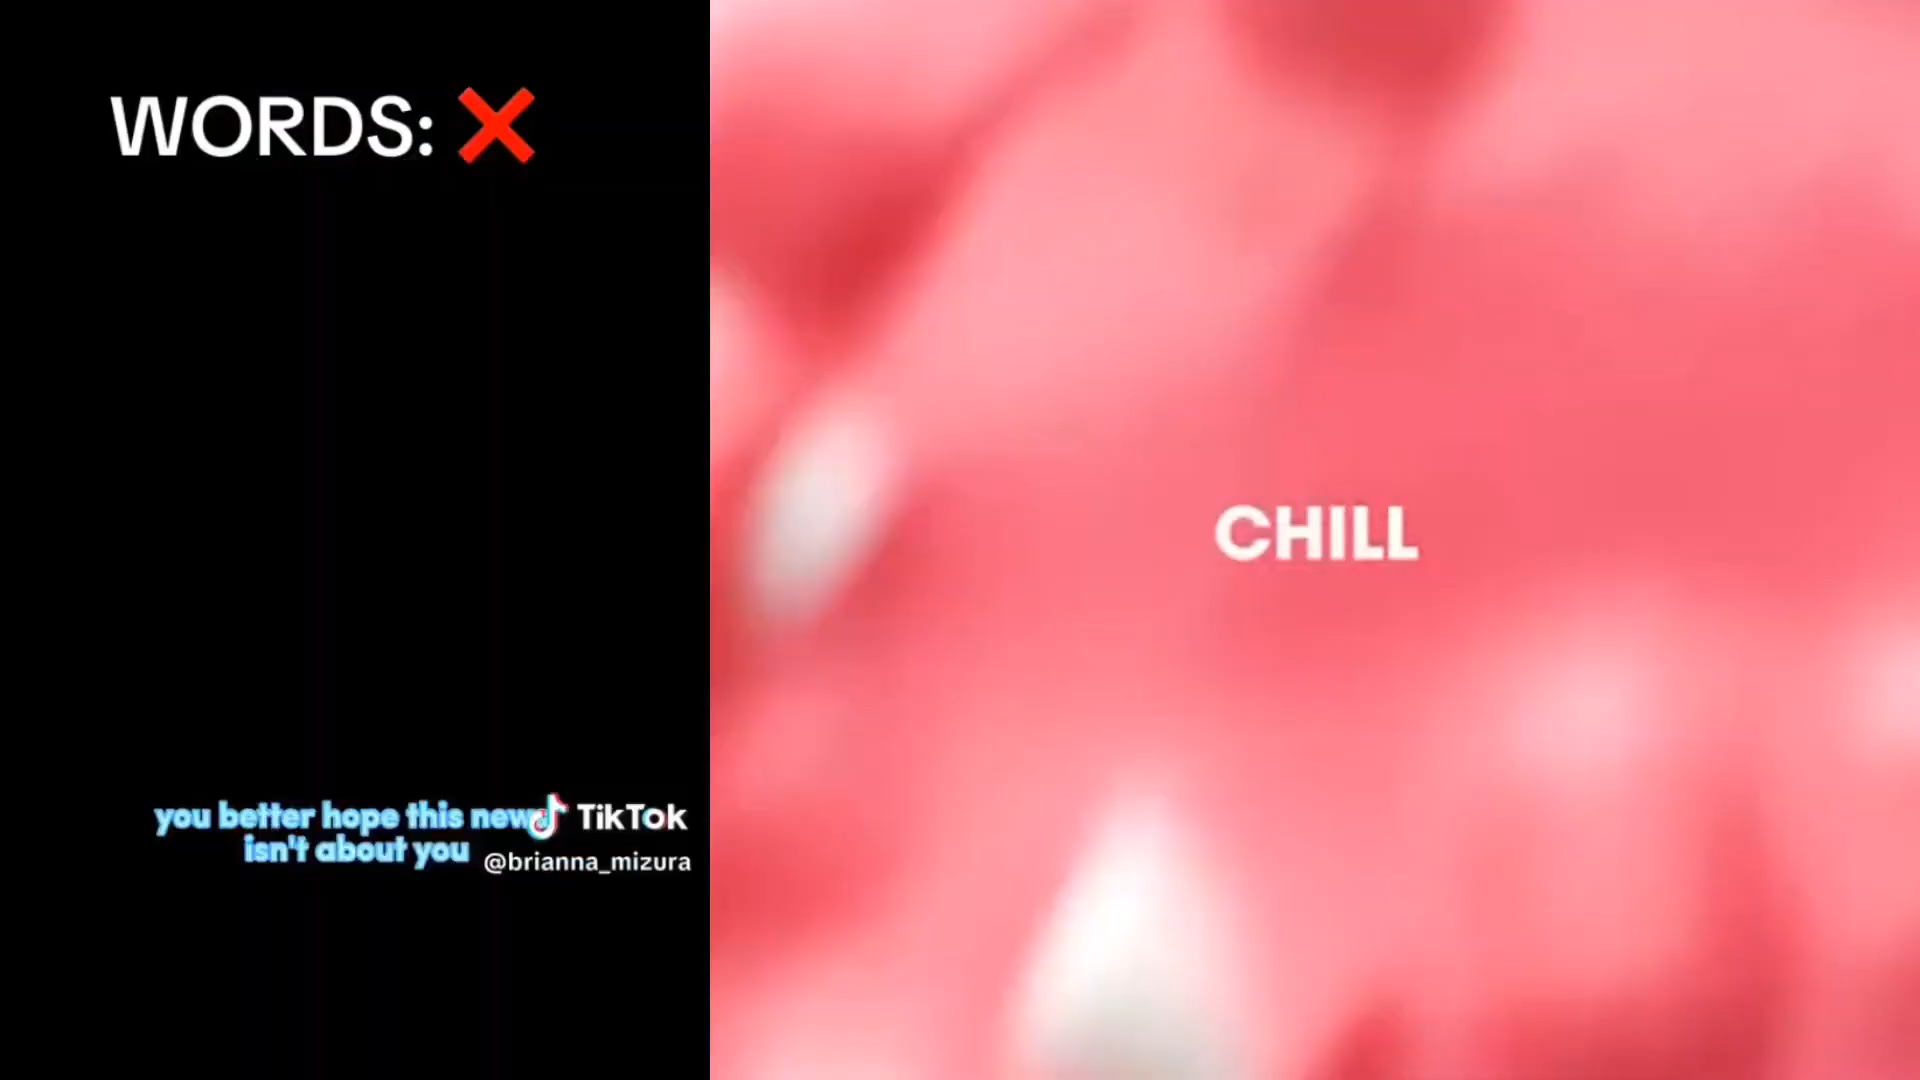 WORDS: ❌
CHILL
you better hope this news
isn't about you
TikTok
@brianna_mizura